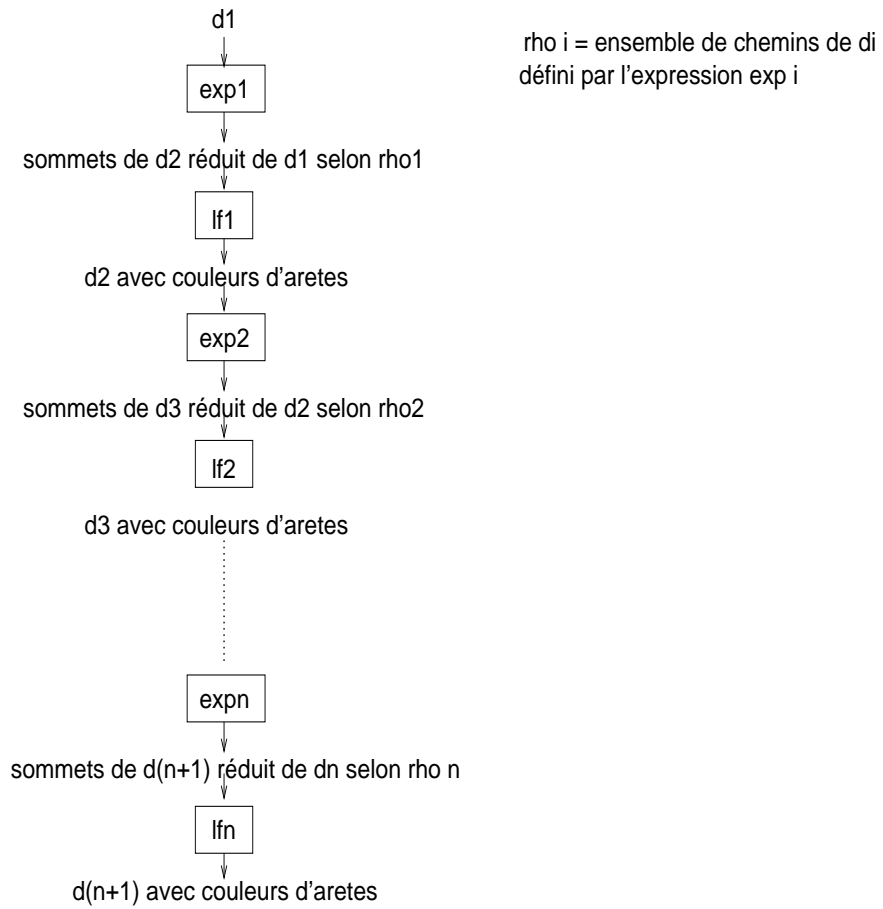 d1
rho i = ensemble de chemins de di
défini par l'expression exp i
exp1
sommets de d2 réduit de d1 selon rho1
lf1
d2 avec couleurs d'aretes
exp2
sommets de d3 réduit de d2 selon rho2
lf2
d3 avec couleurs d'aretes
expn
sommets de d(n+1) réduit de dn selon rho n
lfn
d(n+1) avec couleurs d'aretes